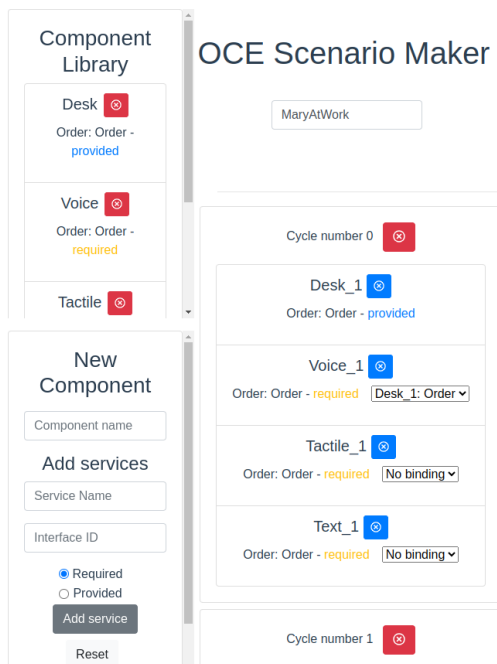 Component
Library
Desk
Order: Order -
provided
Voice
Order: Order -
required
Tactile
New
Component
Component name
Add services
Service Name
Interface ID
Required
Provided
Add service
Reset
OCE Scenario Maker
MaryAtWork
Cycle number 0
Desk_1
Order: Order - provided
Voice_1
Order: Order - required Desk_1: Order
Tactile_1
Order: Order - required No binding
Text_1
Order: Order - required No binding
Cycle number 1